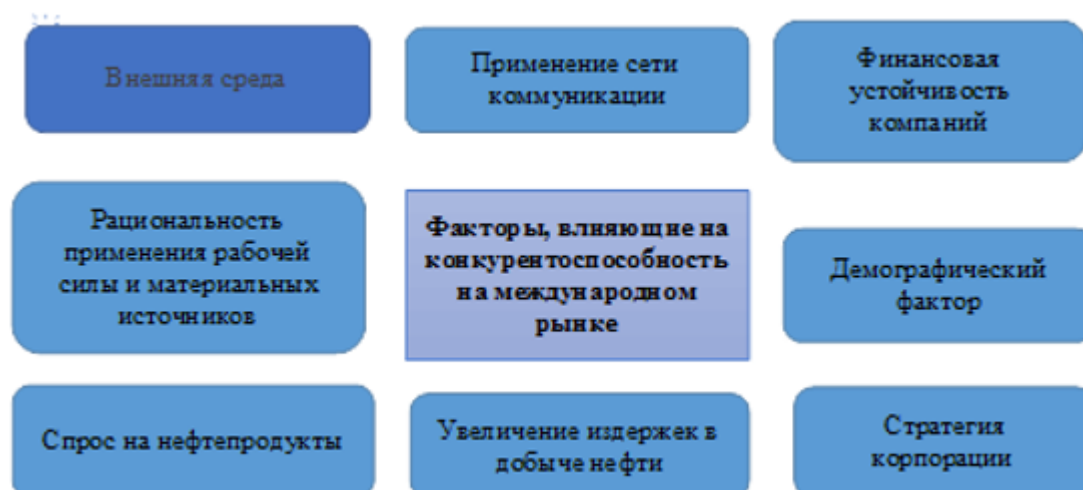 Внешняя среда
Применение сети
коммуникации
Финансовая
устойчивость
компаний
Рациональность
применения рабочей
силы и материальных
источников
Факторы, влияющие на
конкурентоспособность
на международном
рынке
Демографический
фактор
Спрос на нефтепродукты
Увеличение издержек в
добыче нефти
Стратегия
корпорации